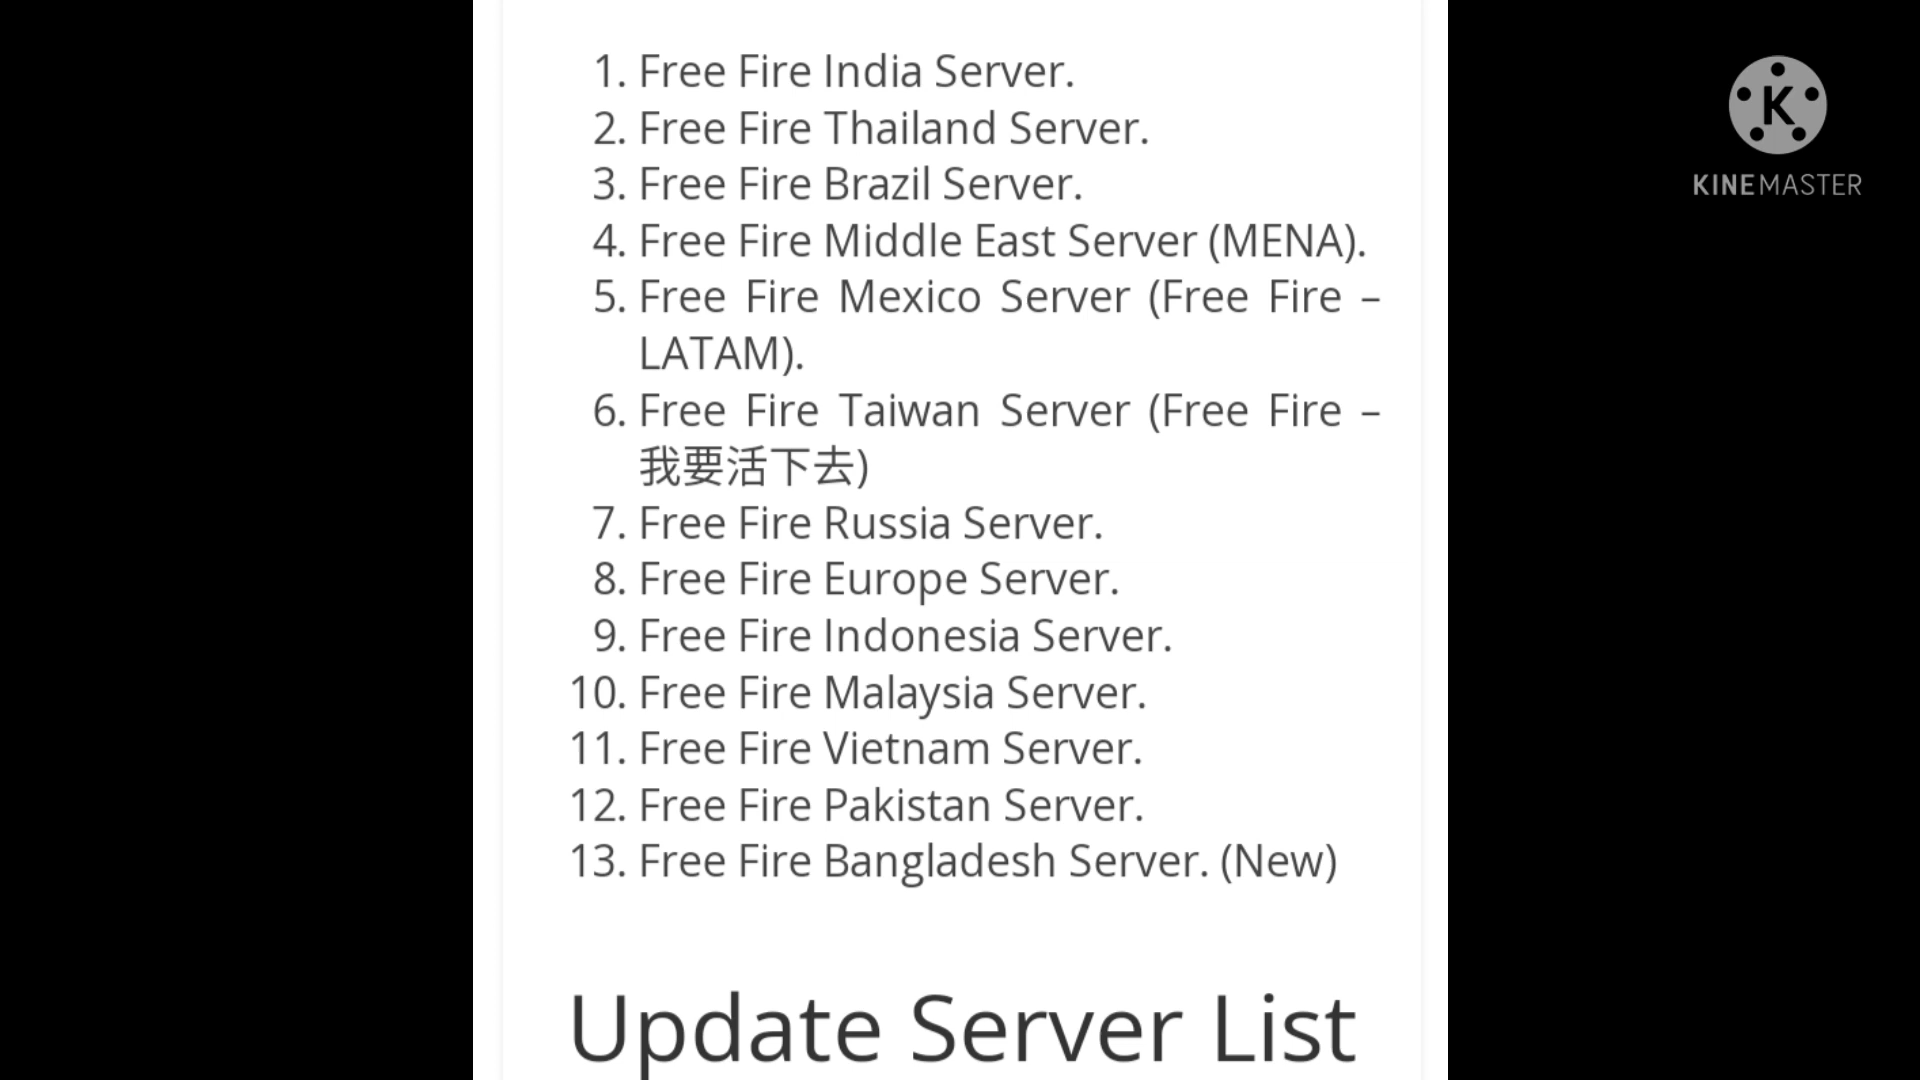 1. Free Fire India Server.
2. Free Fire Thailand Server.
3. Free Fire Brazil Server.
4. Free Fire Middle East Server (MENA).
5. Free Fire Mexico Server (Free Fire –
LATAM).
6. Free Fire Taiwan Server (Free Fire –
我要活下去)
7. Free Fire Russia Server.
8. Free Fire Europe Server.
9. Free Fire Indonesia Server.
10. Free Fire Malaysia Server.
11. Free Fire Vietnam Server.
12. Free Fire Pakistan Server.
13. Free Fire Bangladesh Server. (New)
Update Server List
K
KINEMASTER